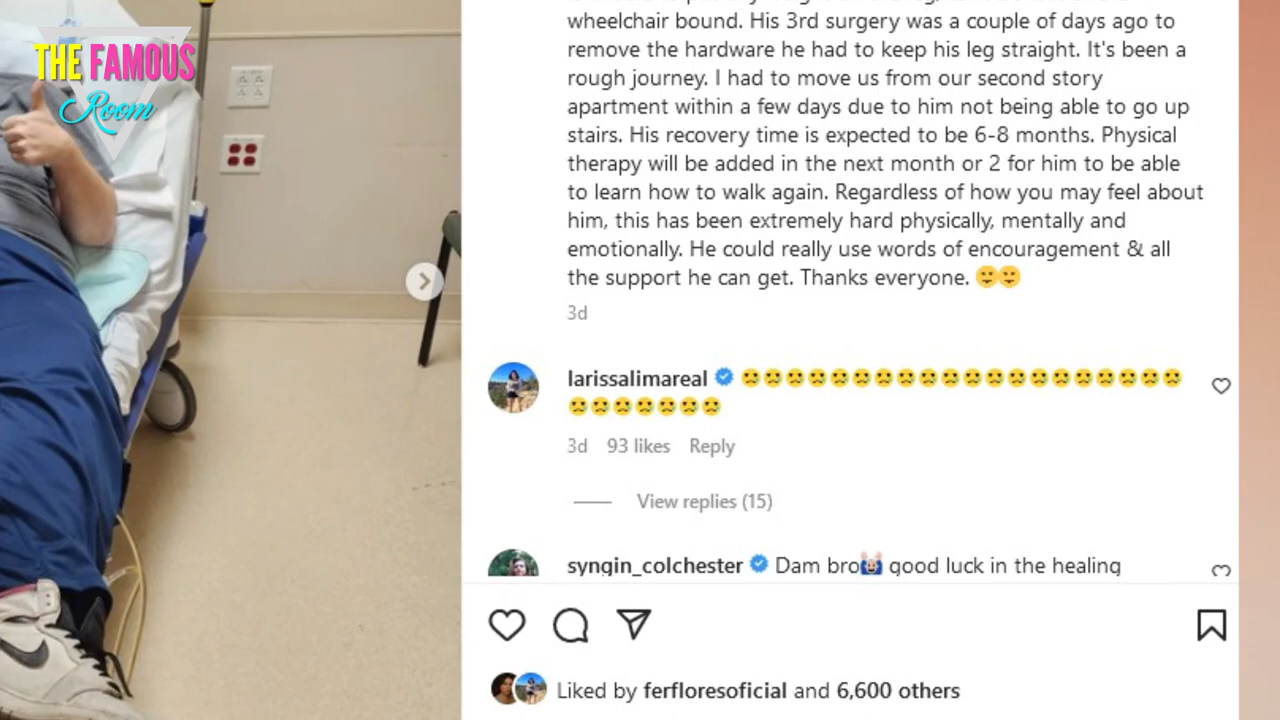 THE FAMOUS
Room
wheelchair bound. His 3rd surgery was a couple of days ago to
remove the hardware he had to keep his leg straight. It's been a
rough journey. I had to move us from our second story
apartment within a few days due to him not being able to go up
stairs. His recovery time is expected to be 6-8 months. Physical
therapy will be added in the next month or 2 for him to be able
to learn how to walk again. Regardless of how you may feel about
him, this has been extremely hard physically, mentally and
emotionally. He could really use words of encouragement & all
the support he can get. Thanks everyone.
3d
larissalimareal
3d 93 likes Reply
View replies (15)
syngin_colchester Dam bro good luck in the healing
Liked by ferfloresoficial and 6,600 others